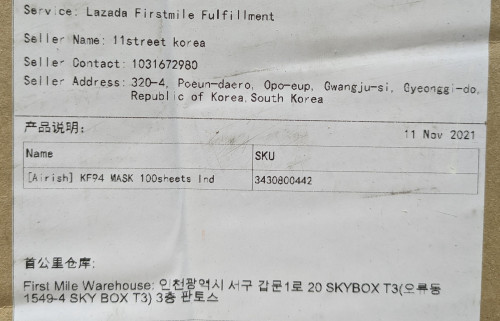 Service: Lazada Firstmile Fulfillment
Seller Name: 11street korea
Seller Contact: 1031672980
Seller Address: 320-4, Poeun-daero, Opo-eup, Gwangju-si, Gyeonggi-do,
Republic of Korea, South Korea
产品说明: 11 Nov 2021
Name SKU
[Airish] KF94 MASK 100sheets Ind 3430800442
首公里仓库:
First Mile Warehouse: 인천광역시 서구 갑문1로 20 SKYBOX T3(오류동
1549-4 SKY BOX T3) 3층 판토스